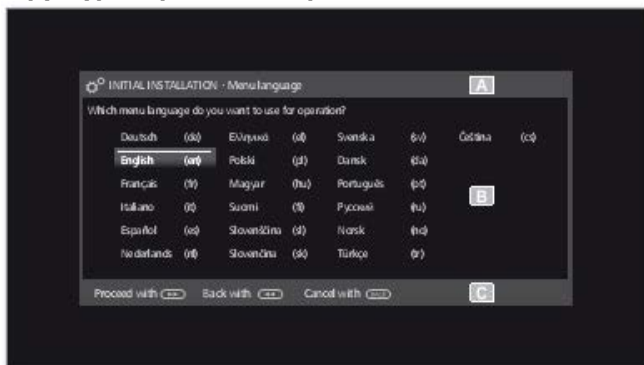 INITIAL INSTALLATION - Menu language
A
Which menu language do you want to use for operation?
Deutsch (de) Ελληνικά (el) Svenska (sv) Čeština (cs)
English (en) Polski (pl) Dansk (da)
Français (fr) Magyar (hu) Português (pt)
B
Italiano (it) Suomi (fi) Русский (ru)
Español (es) Slovenščina (sl) Norsk (no)
Nederlands (nl) Slovenčina (sk) Türkçe (tr)
Proceed with Back with Cancel with
C